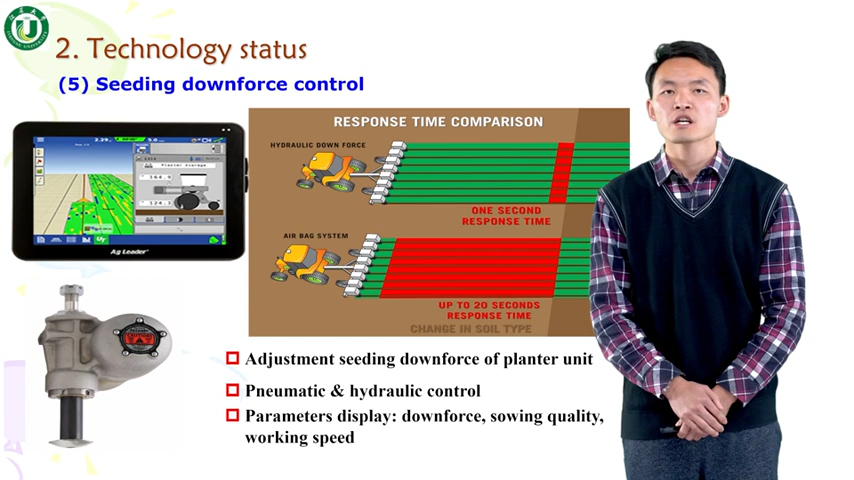 2. Technology status
(5) Seeding downforce control
RESPONSE TIME COMPARISON
HYDRAULIC DOWN FORCE
ONE SECOND
RESPONSE TIME
AIR BAG SYSTEM
UP TO 20 SECONDS
RESPONSE TIME
CHANGE IN SOIL TYPE
Ag Leader
Adjustment seeding downforce of planter unit
Pneumatic & hydraulic control
Parameters display: downforce, sowing quality,
working speed